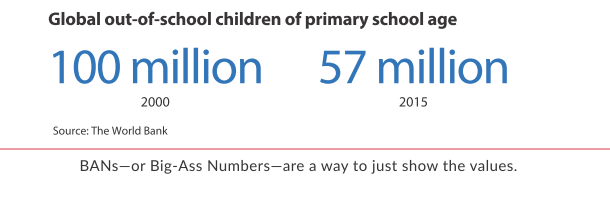 Global out-of-school children of primary school age
100 million 57 million
2000 2015
Source: The World Bank
BANs—or Big-Ass Numbers—are a way to just show the values.